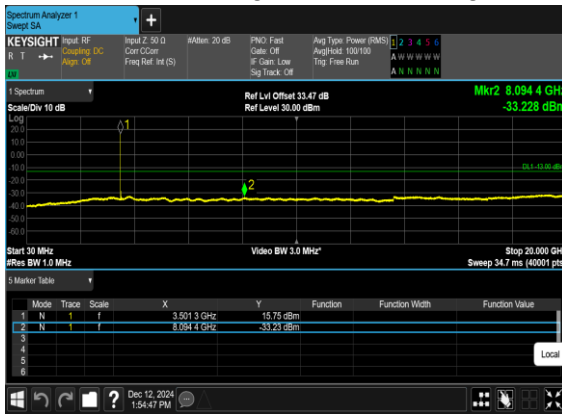 Spectrum Analyzer 1
Swept SA
KEYSIGHT Input: RF Input Z: 50 Ω #Atten: 20 dB PNO: Fast Avg Type: Power (RMS) 1 2 3 4 5 6
R T Coupling: DC Corr CCorr Gate: Off Avg|Hold: 100/100 A W W W W W
Align: Off Freq Ref: Int (S) IF Gain: Low Trig: Free Run
LXI Sig Track: Off A N N N N N
1 Spectrum Ref Lvl Offset 33.47 dB Mkr2 8.094 4 GHz
Scale/Div 10 dB Ref Level 30.00 dBm -33.228 dBm
Log
20.0
10.0
0.00
-10.0
DL1 -13.00 dBm
-20.0
-30.0
-40.0
-50.0
-60.0
1
2
Start 30 MHz Video BW 3.0 MHz* Stop 20.000 GHz
#Res BW 1.0 MHz Sweep 34.7 ms (40001 pts)
5 Marker Table
Mode Trace Scale X Y Function Function Width Function Value
1 N 1 f 3.501 3 GHz 15.75 dBm
2 N 1 f 8.094 4 GHz -33.23 dBm
3
4
5
6
Local
? Dec 12, 2024
1:54:47 PM